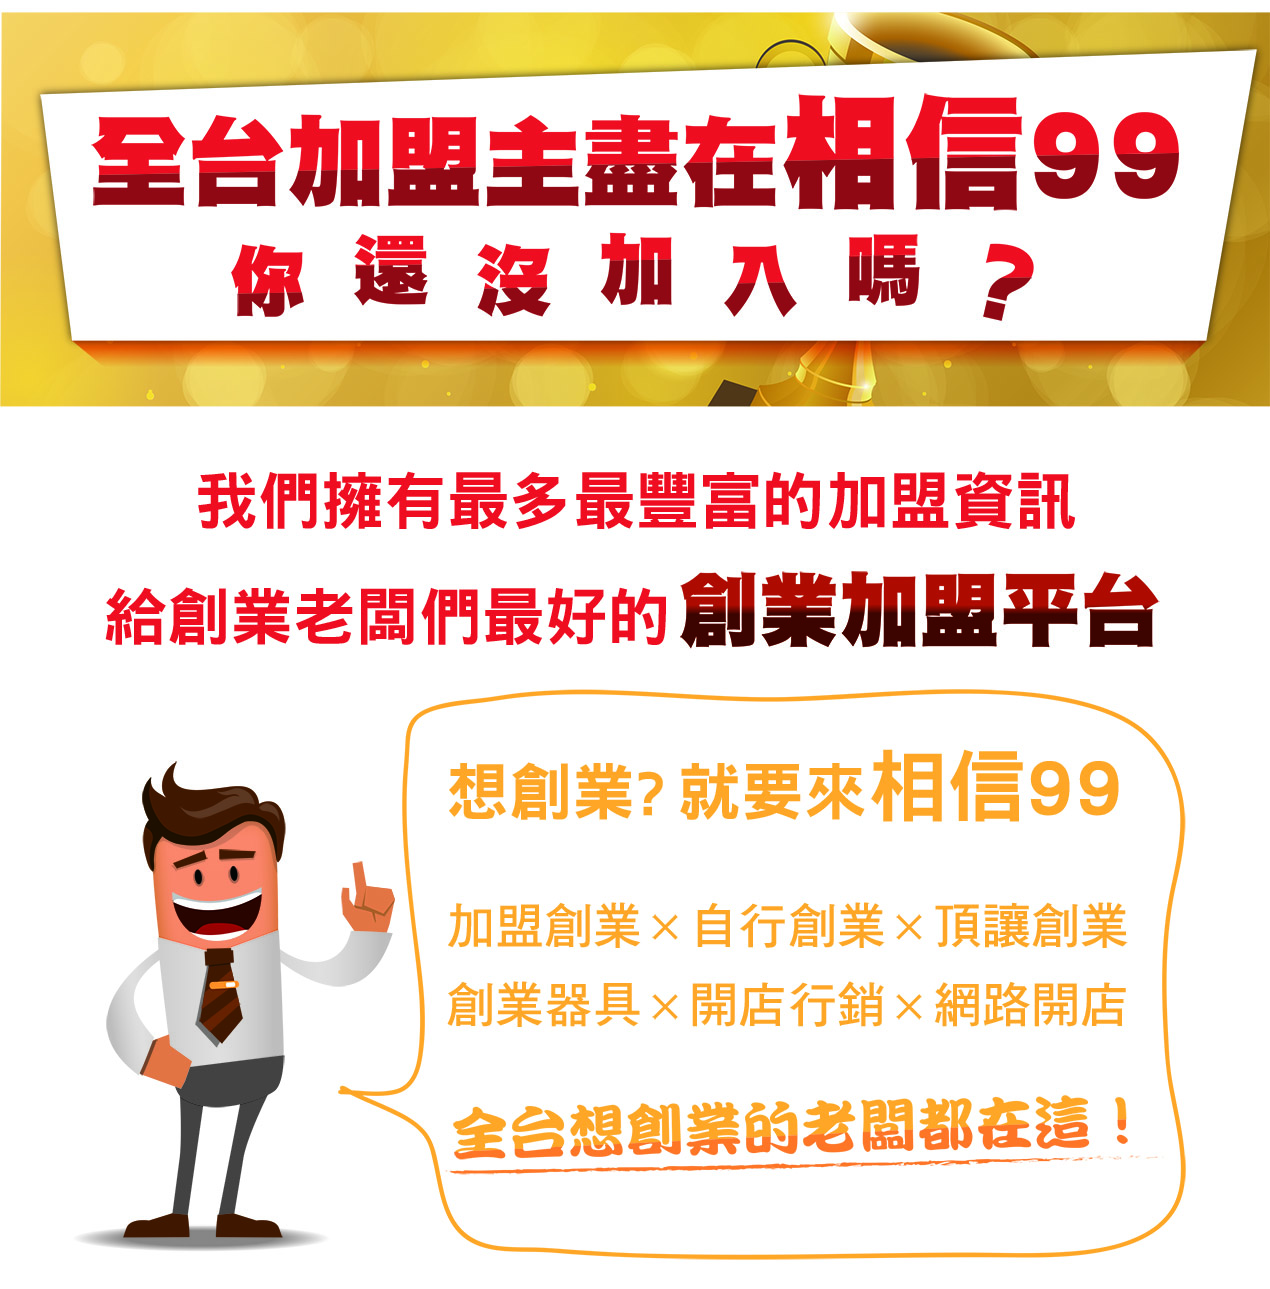 全台加盟主盡在相信99
你還沒加入嗎?
我們擁有最多最豐富的加盟資訊
給創業老闆們最好的創業加盟平台
想創業?就要來相信99
加盟創業×自行創業×頂讓創業
創業器具×開店行銷×網路開店
全台想創業的老闆都在這!